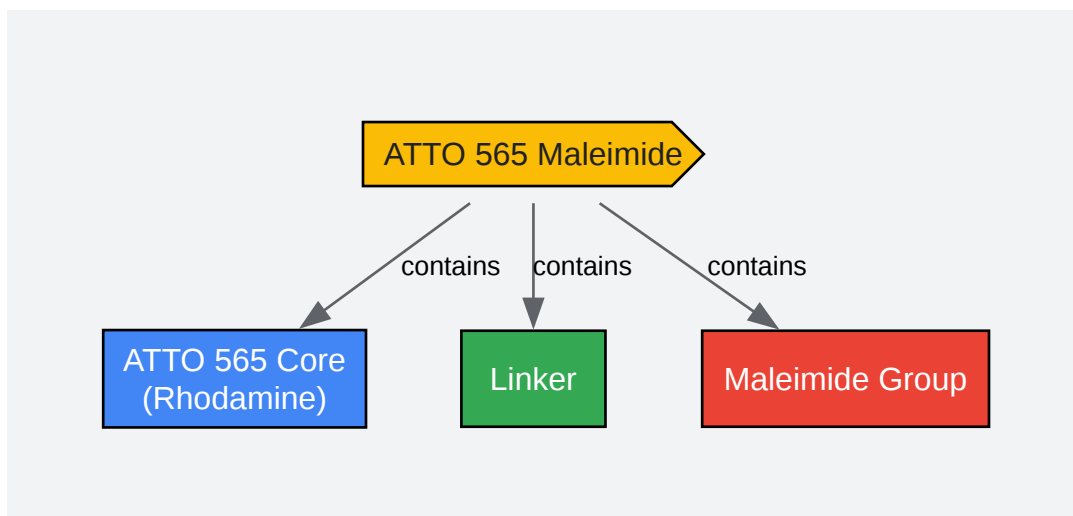 ATTO 565 Maleimide
contains
contains
contains
ATTO 565 Core
(Rhodamine)
Linker
Maleimide Group